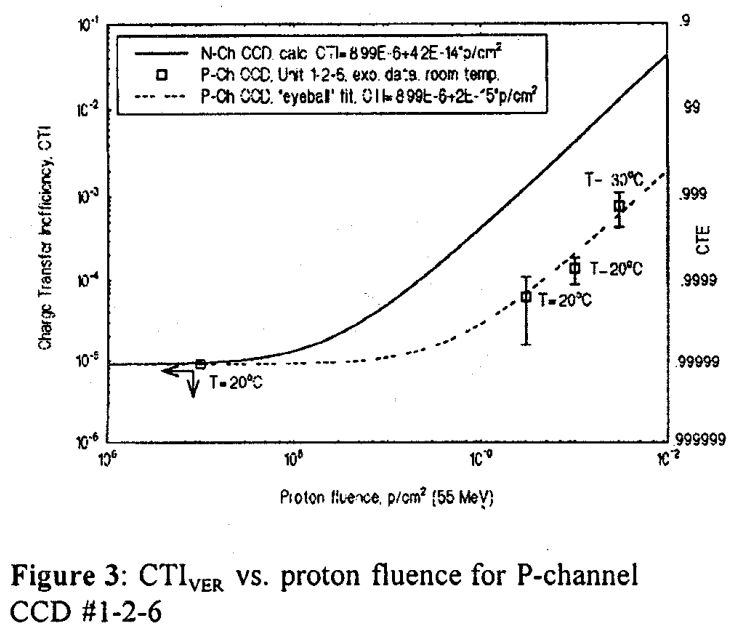 10⁻¹
.9
N-Ch CCD, calc CTI=8.99E-6+4.2E-14*p/cm²
P-Ch CCD, Unit 1-2-6, exp. data, room temp.
P-Ch CCD, "eyeball" fit, CTI=8.99E-6+2E-15*p/cm²
10⁻²
.99
T= 30°C
10⁻³
.999
Charge Transfer Inefficiency, CTI
CTE
T=20°C
10⁻⁴
.9999
T=20°C
10⁻⁵
.99999
T=20°C
10⁻⁶
.999999
10⁶
10⁸
Proton fluence, p/cm² (55 MeV)
Figure 3: CTI_VER vs. proton fluence for P-channel
CCD #1-2-6